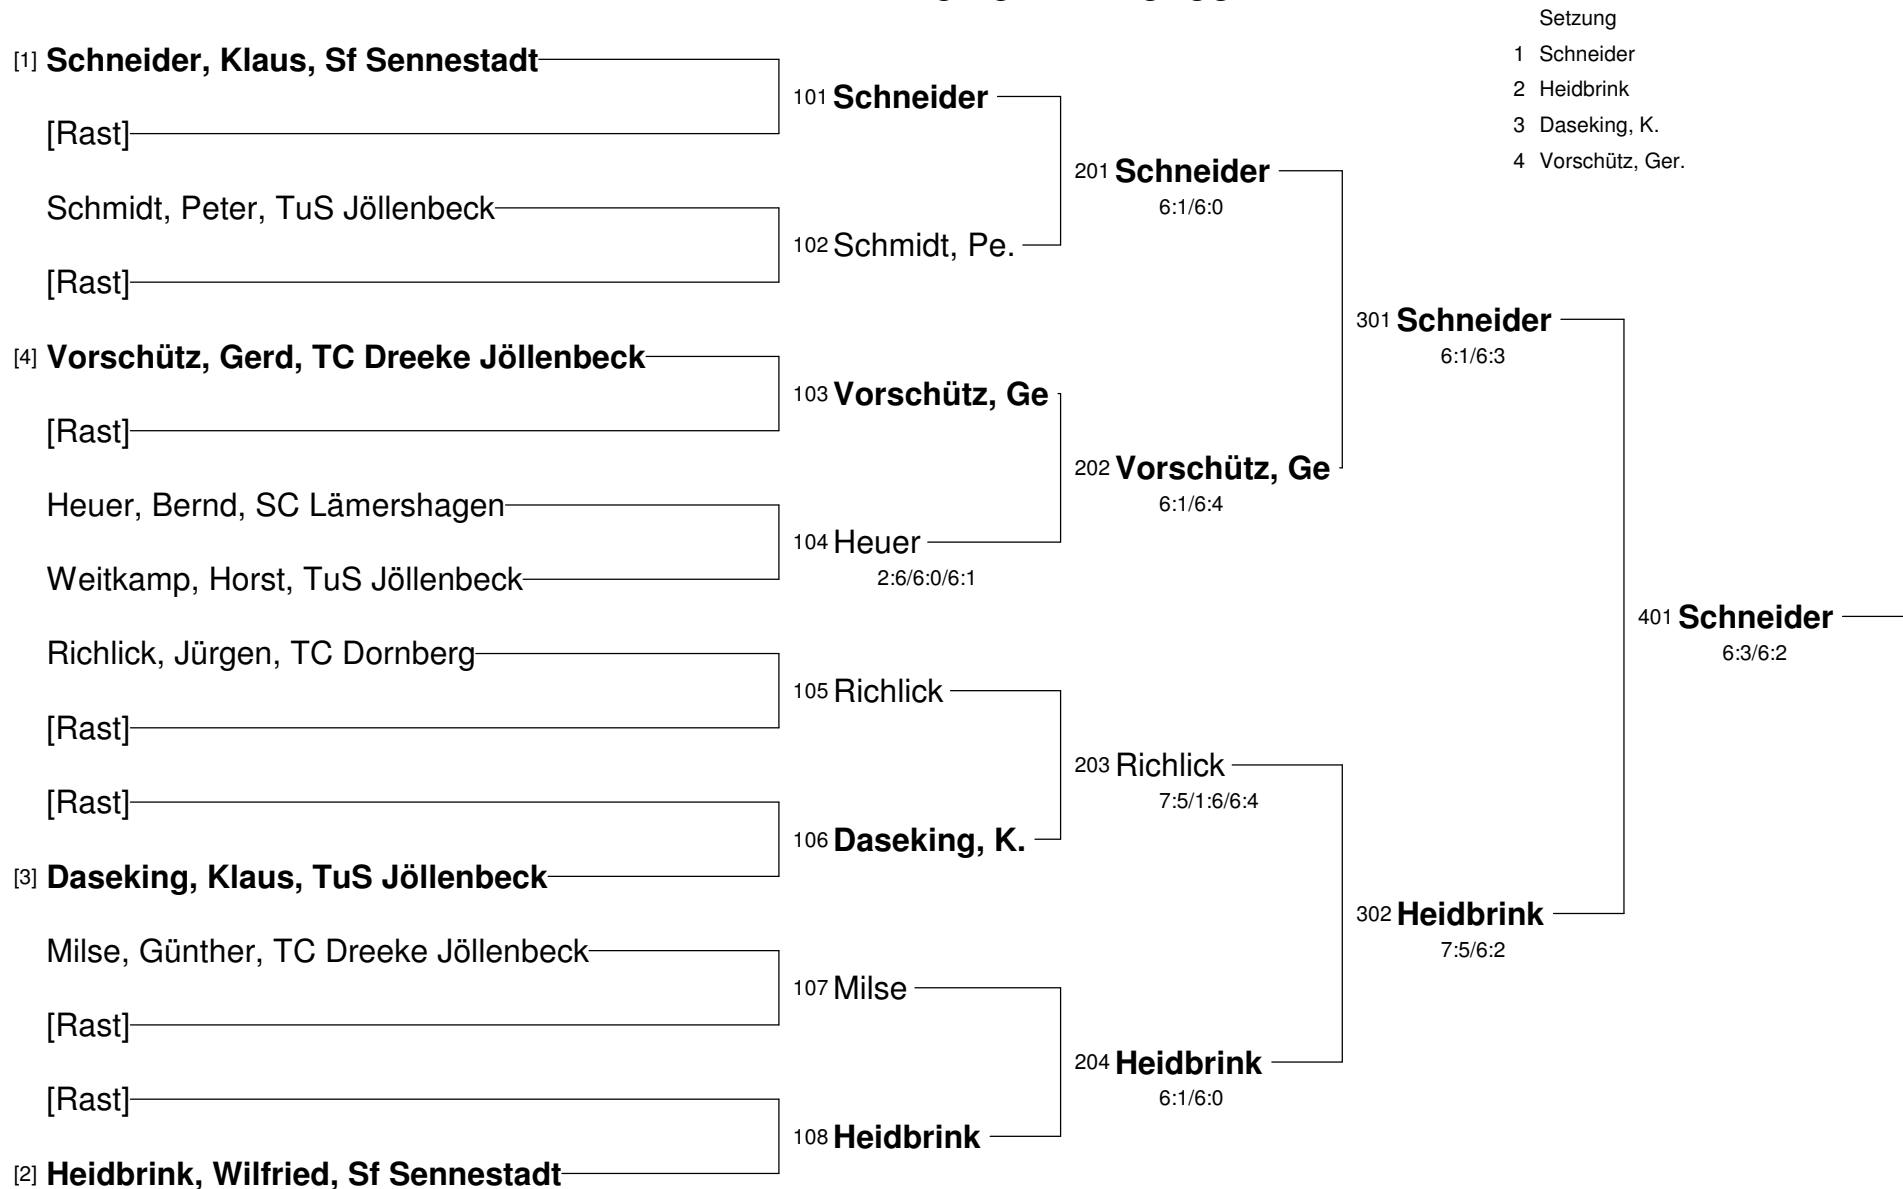 Setzung
1 Schneider
2 Heidbrink
3 Daseking, K.
4 Vorschütz, Ger.
[1] Schneider, Klaus, Sf Sennestadt
[Rast]
Schmidt, Peter, TuS Jöllenbeck
[Rast]
[4] Vorschütz, Gerd, TC Dreeke Jöllenbeck
[Rast]
Heuer, Bernd, SC Lämershagen
Weitkamp, Horst, TuS Jöllenbeck
Richlick, Jürgen, TC Dornberg
[Rast]
[Rast]
[3] Daseking, Klaus, TuS Jöllenbeck
Milse, Günther, TC Dreeke Jöllenbeck
[Rast]
[Rast]
[2] Heidbrink, Wilfried, Sf Sennestadt
101 Schneider
102 Schmidt, Pe.
103 Vorschütz, Ge
104 Heuer
2:6/6:0/6:1
105 Richlick
106 Daseking, K.
107 Milse
108 Heidbrink
201 Schneider
6:1/6:0
202 Vorschütz, Ge
6:1/6:4
203 Richlick
7:5/1:6/6:4
204 Heidbrink
6:1/6:0
301 Schneider
6:1/6:3
302 Heidbrink
7:5/6:2
401 Schneider
6:3/6:2